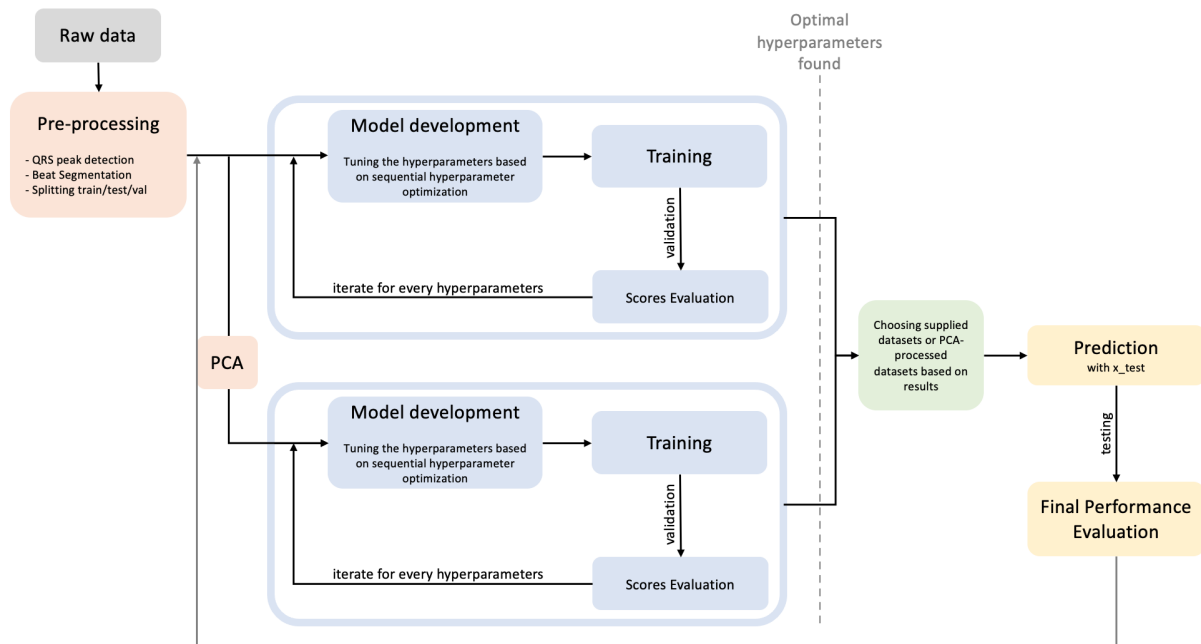 Raw data
Pre-processing
- QRS peak detection
- Beat Segmentation
- Splitting train/test/val
Optimal
hyperparameters
found
Model development
Tuning the hyperparameters based
on sequential hyperparameter
optimization
Training
validation
iterate for every hyperparameters
Scores Evaluation
PCA
Model development
Tuning the hyperparameters based
on sequential hyperparameter
optimization
Training
validation
iterate for every hyperparameters
Scores Evaluation
Choosing supplied
datasets or PCA-
processed
datasets based on
results
Prediction
with x_test
testing
Final Performance
Evaluation